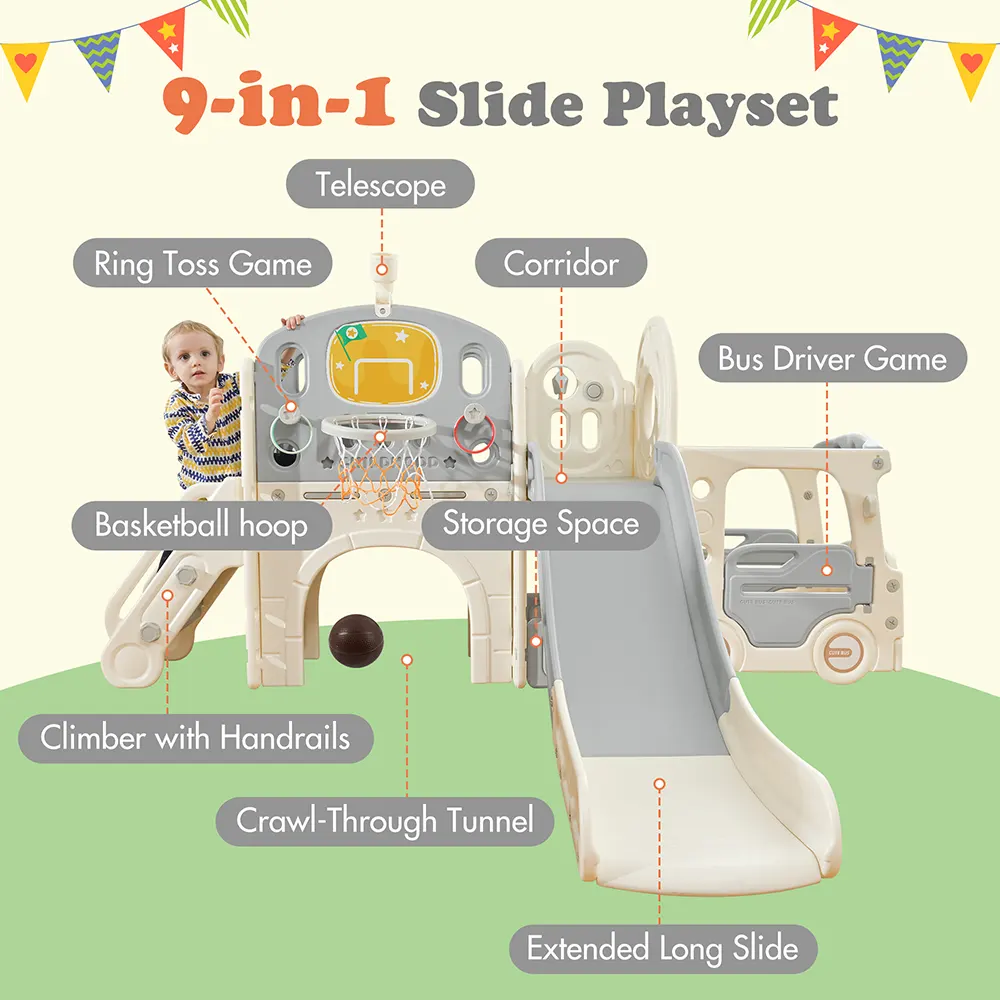 9-in-1 Slide Playset
Telescope
Ring Toss Game
Corridor
Bus Driver Game
Basketball hoop
Storage Space
Climber with Handrails
Crawl-Through Tunnel
Extended Long Slide